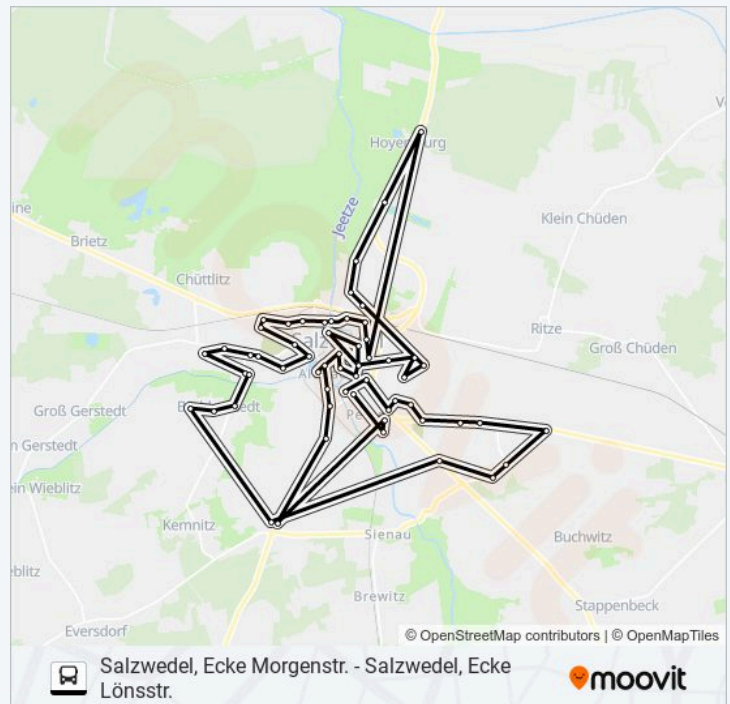 Hoyersburg
Jeetze
Klein Chüden
Brietz
Chüttlitz
Ritze
Groß Chüden
Groß Gerstedt
Kemnitz
Sienau
Buchwitz
Brewitz
Stappenbeck
Eversdorf
© OpenStreetMap contributors | © OpenMapTiles
Salzwedel, Ecke Morgenstr. - Salzwedel, Ecke
Lönsstr.
moovit